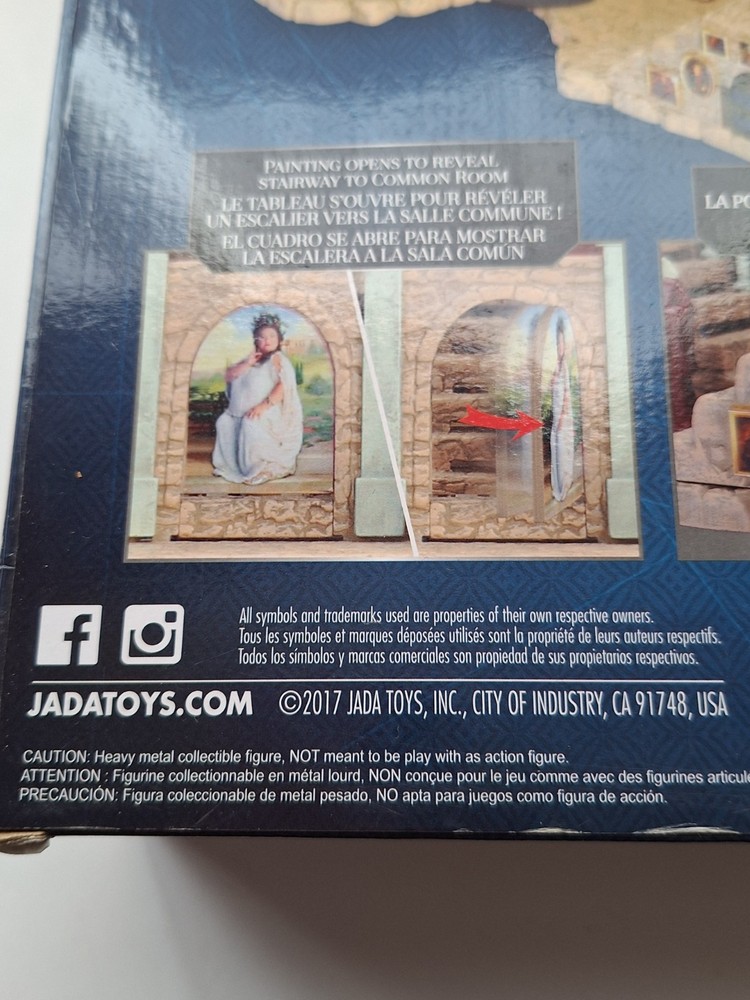 PAINTING OPENS TO REVEAL
STAIRWAY TO COMMON ROOM
LE TABLEAU S'OUVRE POUR RÉVÉLER
UN ESCALIER VERS LA SALLE COMMUNE !
EL CUADRO SE ABRE PARA MOSTRAR
LA ESCALERA A LA SALA COMÚN
LA
All symbols and trademarks used are properties of their own respective owners.
Tous les symboles et marques déposées utilisés sont la propriété de leurs auteurs respectifs.
Todos los símbolos y marcas comerciales son propiedad de sus propietarios respectivos.
JADATOYS.COM ©2017 JADA TOYS, INC., CITY OF INDUSTRY, CA 91748, USA
CAUTION: Heavy metal collectible figure, NOT meant to be play with as action figure.
ATTENTION : Figurine collectionnable en métal lourd, NON conçue pour le jeu comme avec des figurines
PRECAUCIÓN: Figura coleccionable de metal pesado, NO apta para juegos como figura de acción.